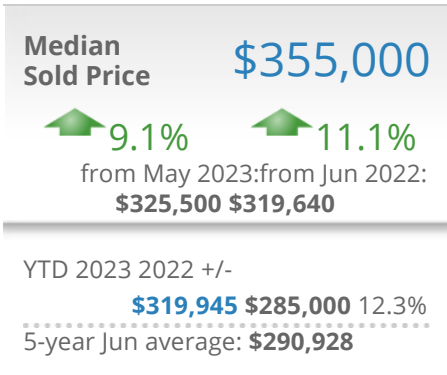 Median
Sold Price
$355,000
9.1% 11.1%
from May 2023:from Jun 2022:
$325,500 $319,640
YTD 2023 2022 +/-
$319,945 $285,000 12.3%
5-year Jun average: $290,928